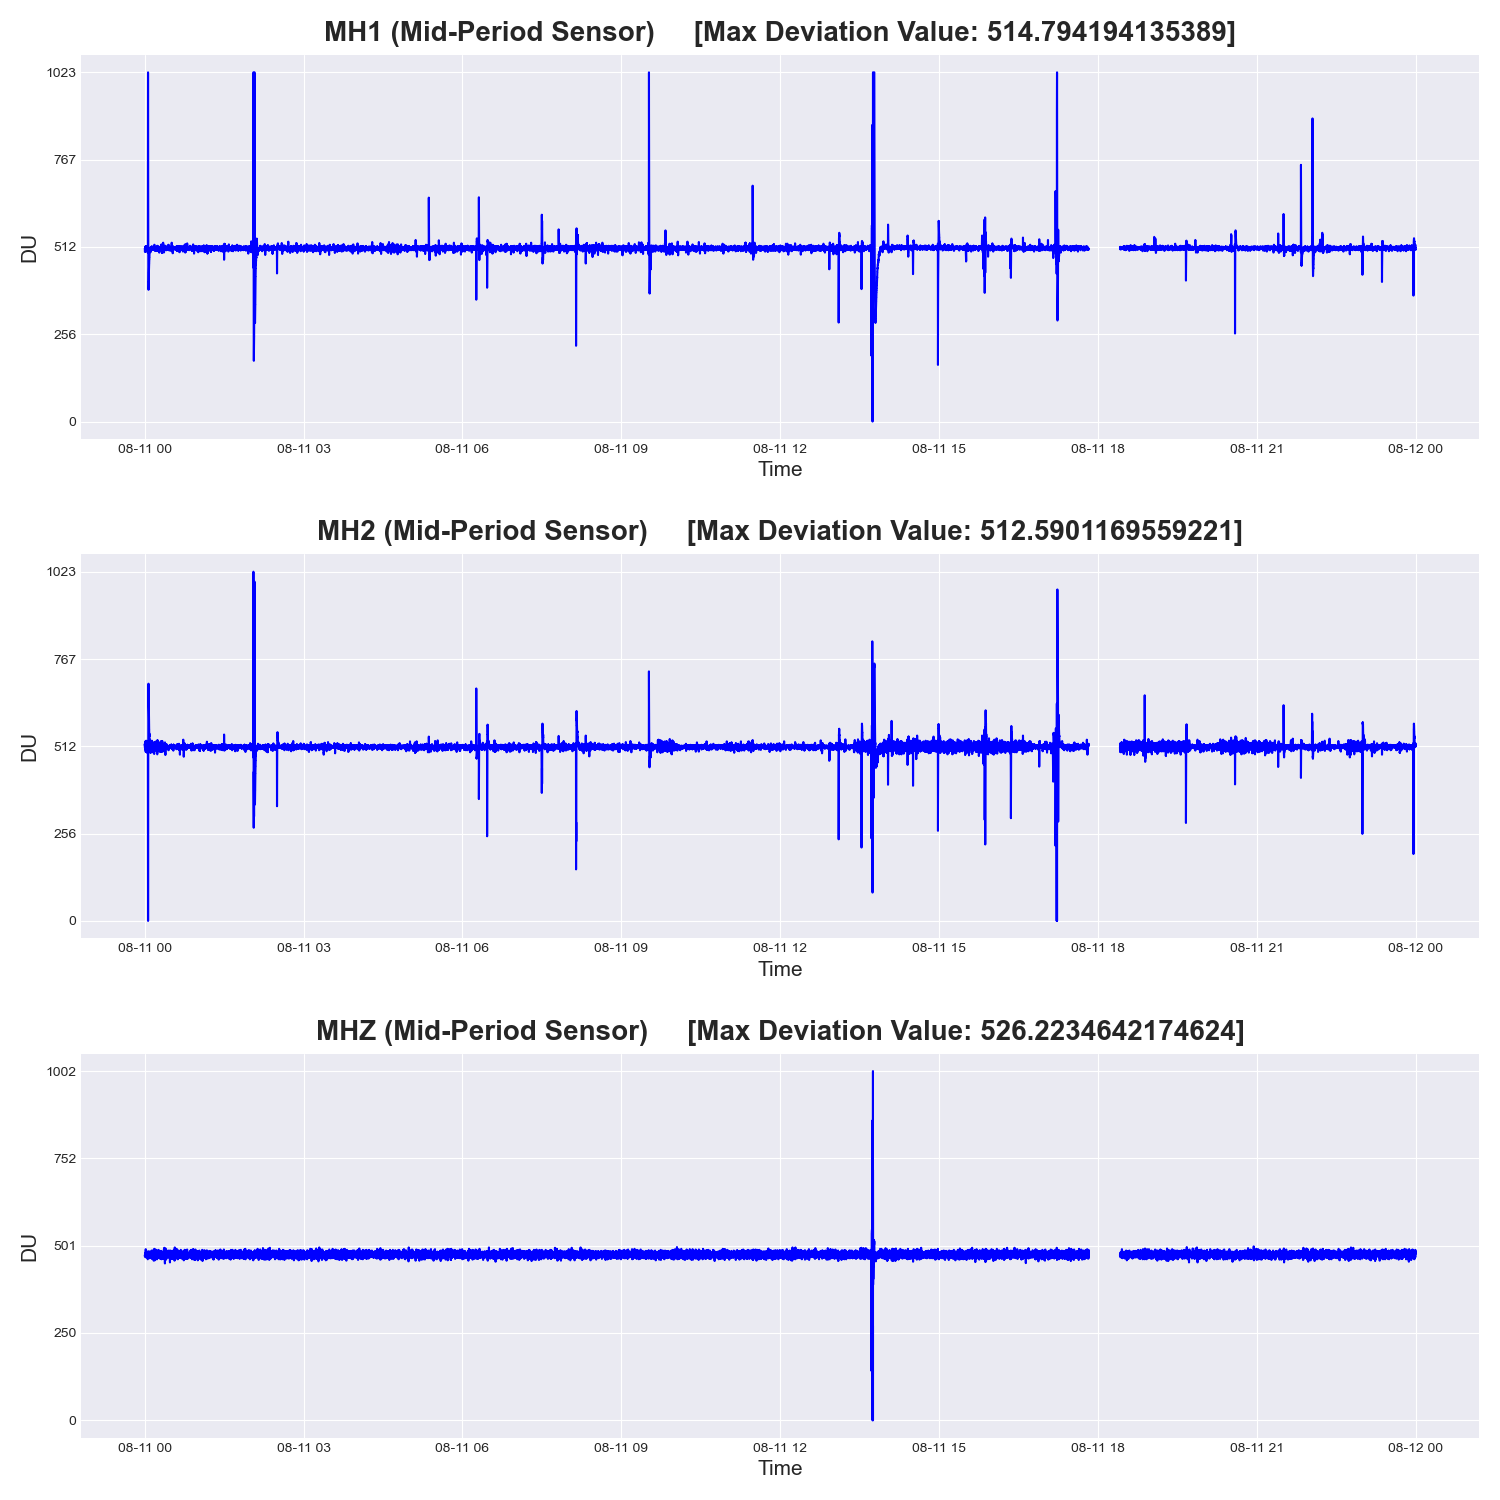 MH1 (Mid-Period Sensor) [Max Deviation Value: 514.794194135389]
1023
767
512
256
0
DU
08-11 00 08-11 03 08-11 06 08-11 09 08-11 12 08-11 15 08-11 18 08-11 21 08-12 00
Time
MH2 (Mid-Period Sensor) [Max Deviation Value: 512.5901169559221]
1023
767
512
256
0
DU
08-11 00 08-11 03 08-11 06 08-11 09 08-11 12 08-11 15 08-11 18 08-11 21 08-12 00
Time
MHZ (Mid-Period Sensor) [Max Deviation Value: 526.2234642174624]
1002
752
501
250
0
DU
08-11 00 08-11 03 08-11 06 08-11 09 08-11 12 08-11 15 08-11 18 08-11 21 08-12 00
Time